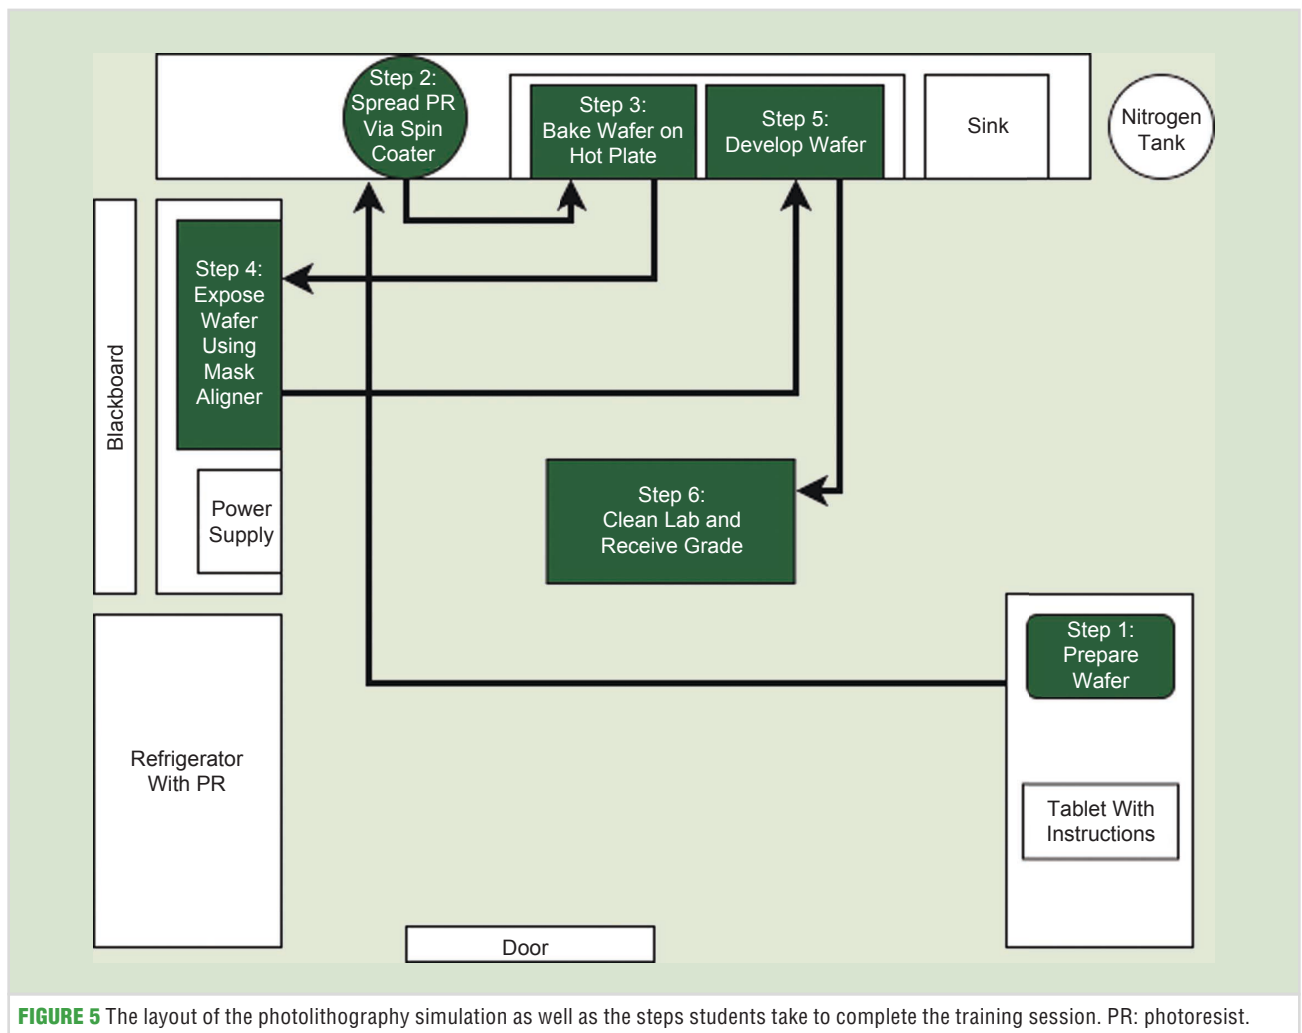 Step 2:
Spread PR
Via Spin
Coater
Step 3:
Bake Wafer on
Hot Plate
Step 5:
Develop Wafer
Sink
Nitrogen
Tank
Blackboard
Step 4:
Expose
Wafer
Using
Mask
Aligner
Power
Supply
Step 6:
Clean Lab and
Receive Grade
Step 1:
Prepare
Wafer
Refrigerator
With PR
Tablet With
Instructions
Door
FIGURE 5 The layout of the photolithography simulation as well as the steps students take to complete the training session. PR: photoresist.